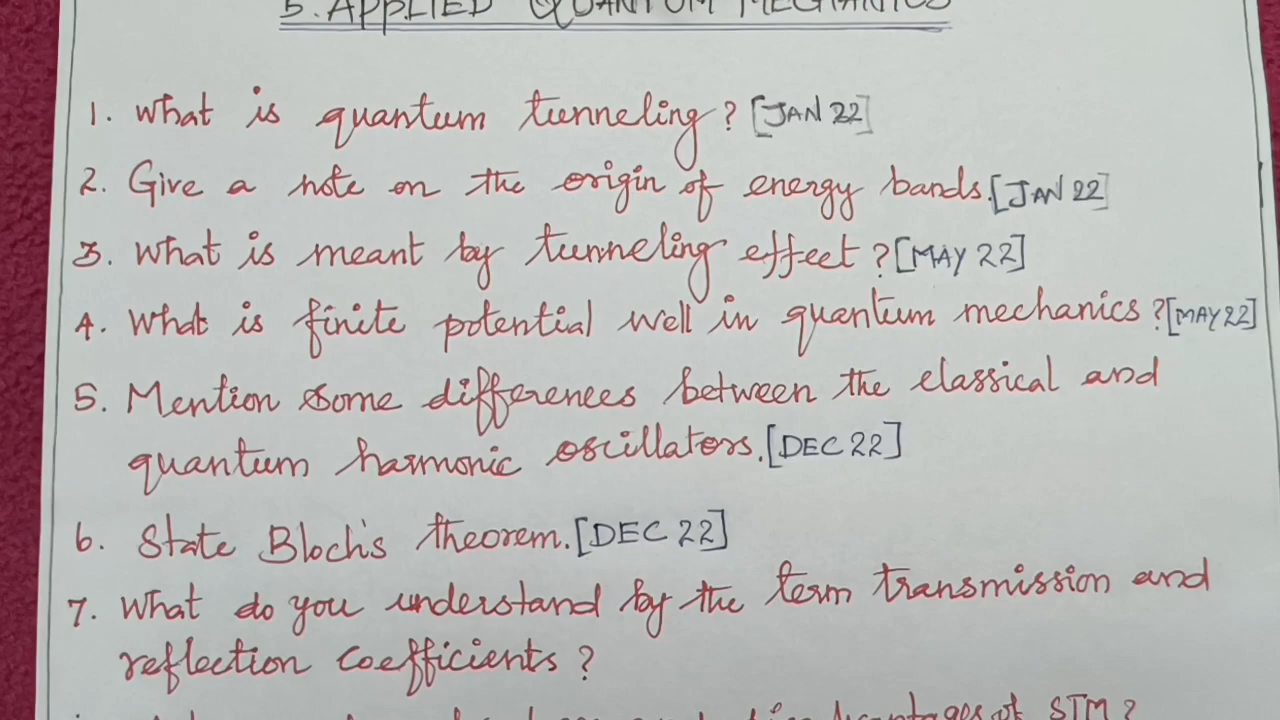 5. APPLIED QUANTUM MECHANICS
1. What is quantum tunneling? [JAN 22]
2. Give a note on the origin of energy bands. [JAN 22]
3. What is meant by tunneling effect? [MAY 22]
4. What is finite potential well in quantum mechanics? [MAY 22]
5. Mention some differences between the classical and
quantum harmonic oscillators. [DEC 22]
6. State Bloch's theorem. [DEC 22]
7. What do you understand by the term transmission and
reflection coefficients?
of STM?